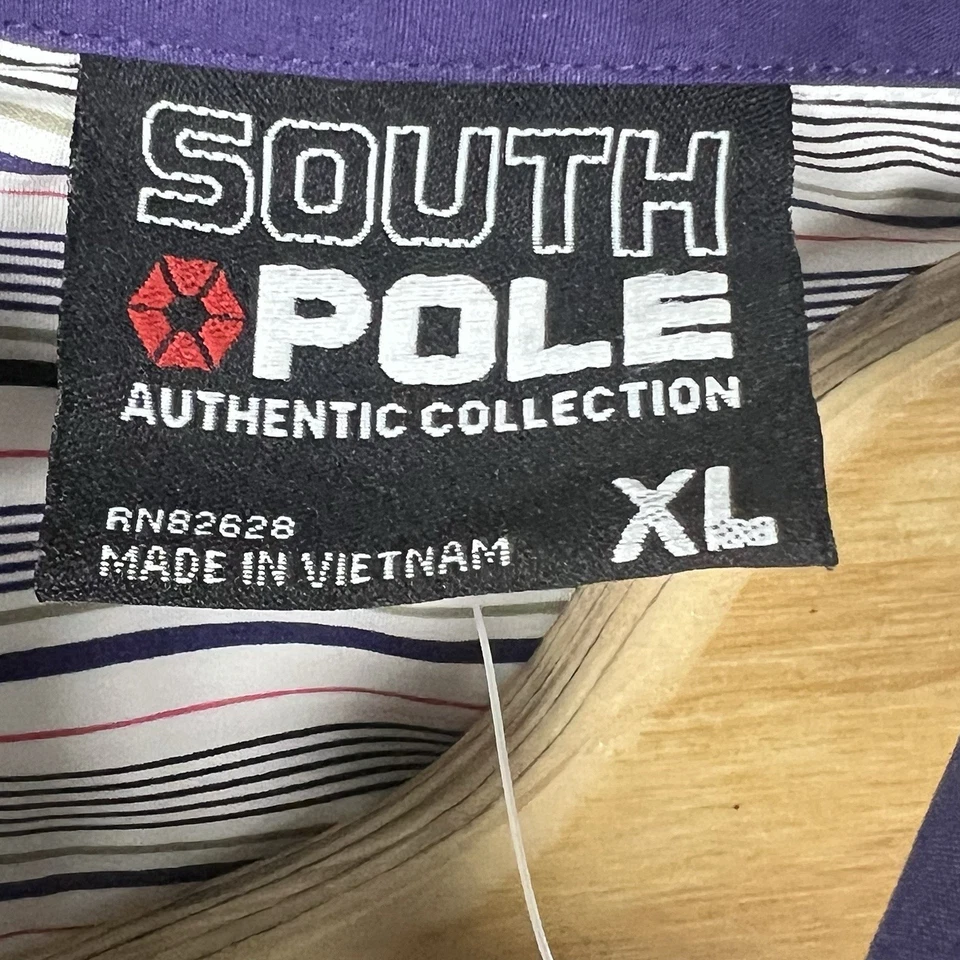 SOUTH
POLE
AUTHENTIC COLLECTION
XL
RN82628
MADE IN VIETNAM